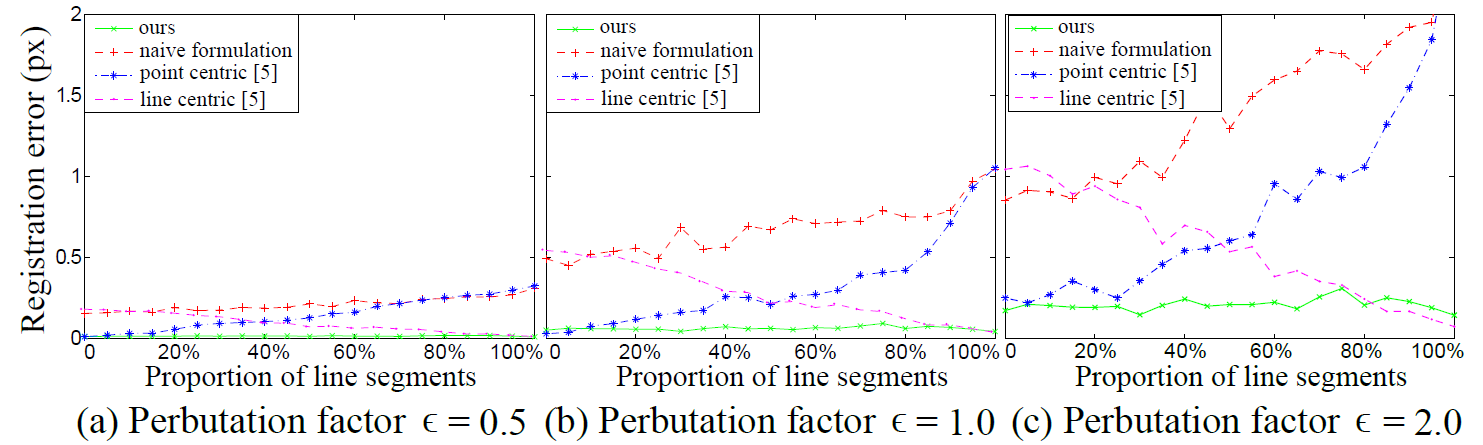 Registration error (px)
2
1.5
1
0.5
0
ours
naive formulation
point centric [5]
line centric [5]
0 20% 40% 60% 80% 100%
Proportion of line segments
(a) Perbutation factor ϵ = 0.5
ours
naive formulation
point centric [5]
line centric [5]
0 20% 40% 60% 80% 100%
Proportion of line segments
(b) Perbutation factor ϵ = 1.0
ours
naive formulation
point centric [5]
line centric [5]
0 20% 40% 60% 80% 100%
Proportion of line segments
(c) Perbutation factor ϵ = 2.0